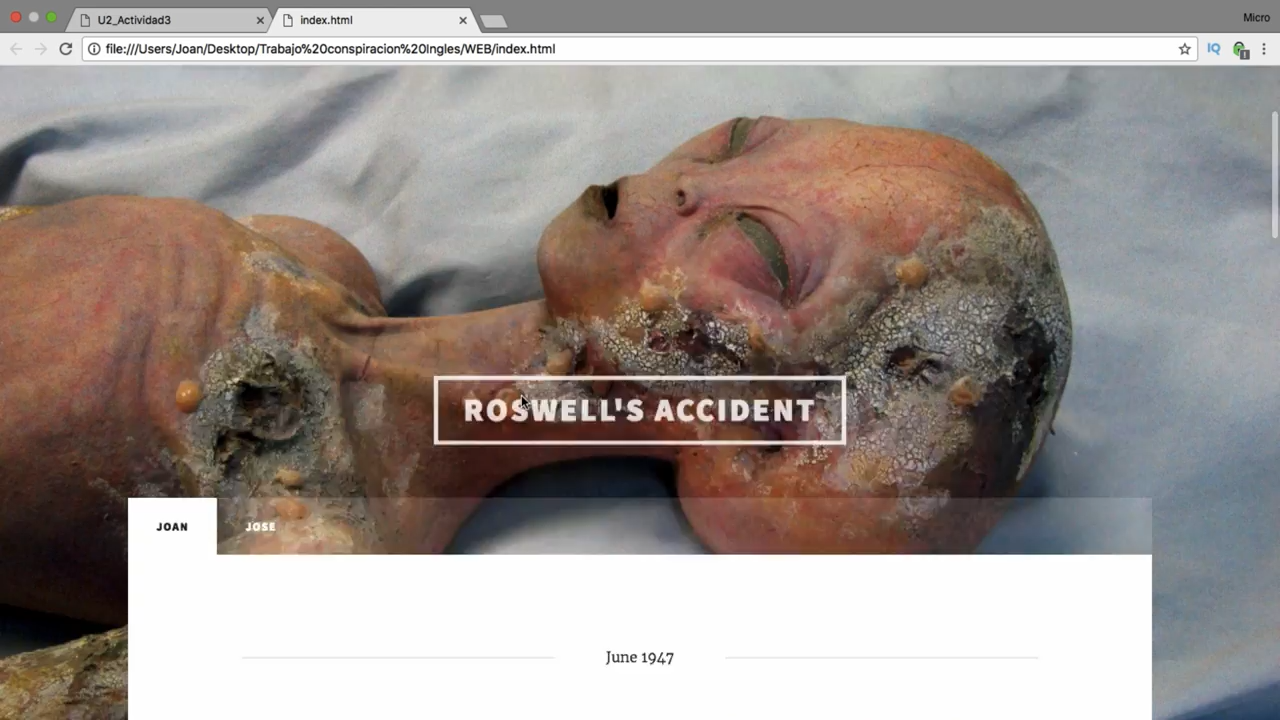 U2_Actividad3
index.html
Micro
file:///Users/Joan/Desktop/Trabajo%20conspiracion%20Ingles/WEB/index.html
IQ
ROSWELL'S ACCIDENT
JOAN
JOSE
June 1947